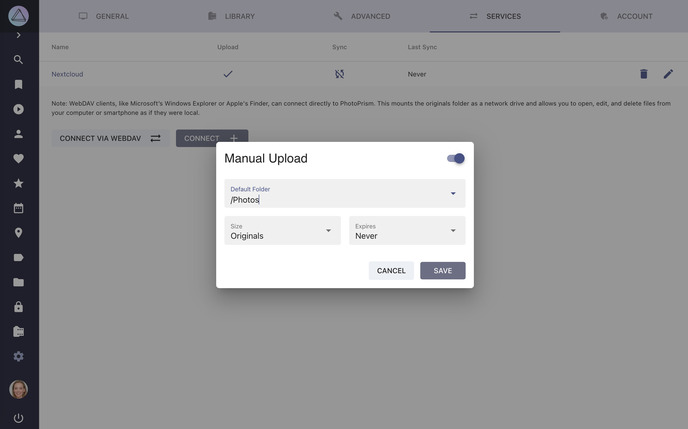 GENERAL LIBRARY ADVANCED SERVICES ACCOUNT
Name Upload Sync Last Sync
Nextcloud Never
Note: WebDAV clients, like Microsoft's Windows Explorer or Apple's Finder, can connect directly to PhotoPrism. This mounts the originals folder as a network drive and allows you to open, edit, and delete files from
your computer or smartphone as if they were local.
CONNECT VIA WEBDAV CONNECT
Manual Upload
Default Folder
/Photos
Size Expires
Originals Never
CANCEL SAVE